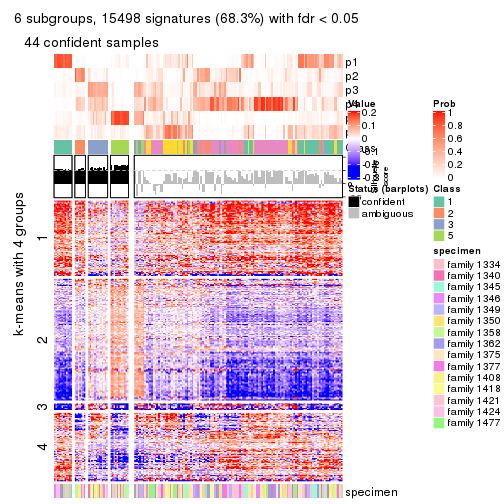 6 subgroups, 15498 signatures (68.3%) with fdr < 0.05
44 confident samples
p1
p2
p3
Value
0.2
0.1
0
Class
Status (barplots)
confident
ambiguous
Prob
1
0.8
0.6
0.4
0.2
0
Class
1
2
3
5
specimen
family 1334
family 1340
family 1345
family 1346
family 1349
family 1350
family 1358
family 1362
family 1375
family 1377
family 1408
family 1418
family 1421
family 1424
family 1477
k-means with 4 groups
1
2
3
4
specimen